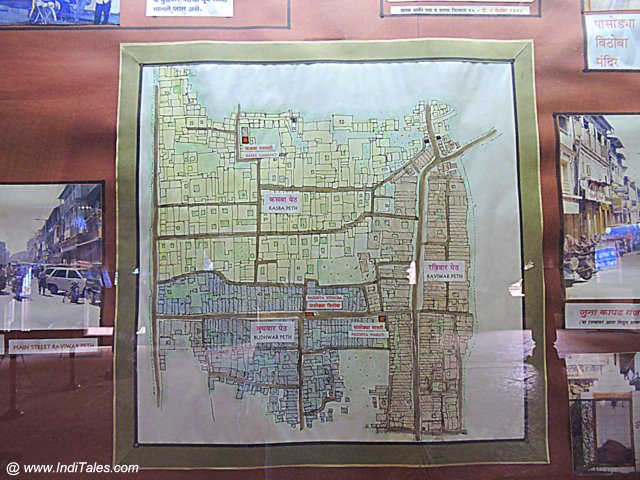 सामील प्लाट आहे.
पासोड्या
विठोबा
मंदिर
कसबा गणपती
KASBA GANAPATI
कसबा पेठ
KASBA PETH
रविवार पेठ
RAVIWAR PETH
PASODYA VITHOBA
पासोड्या विठोबा
बुधवार पेठ
BUDHWAR PETH
पासोड्या मारुती
PASODYA MARUTI
MAIN STREET RAVIWAR PETH
जुना कापड गंज
@ www.IndiTales.com